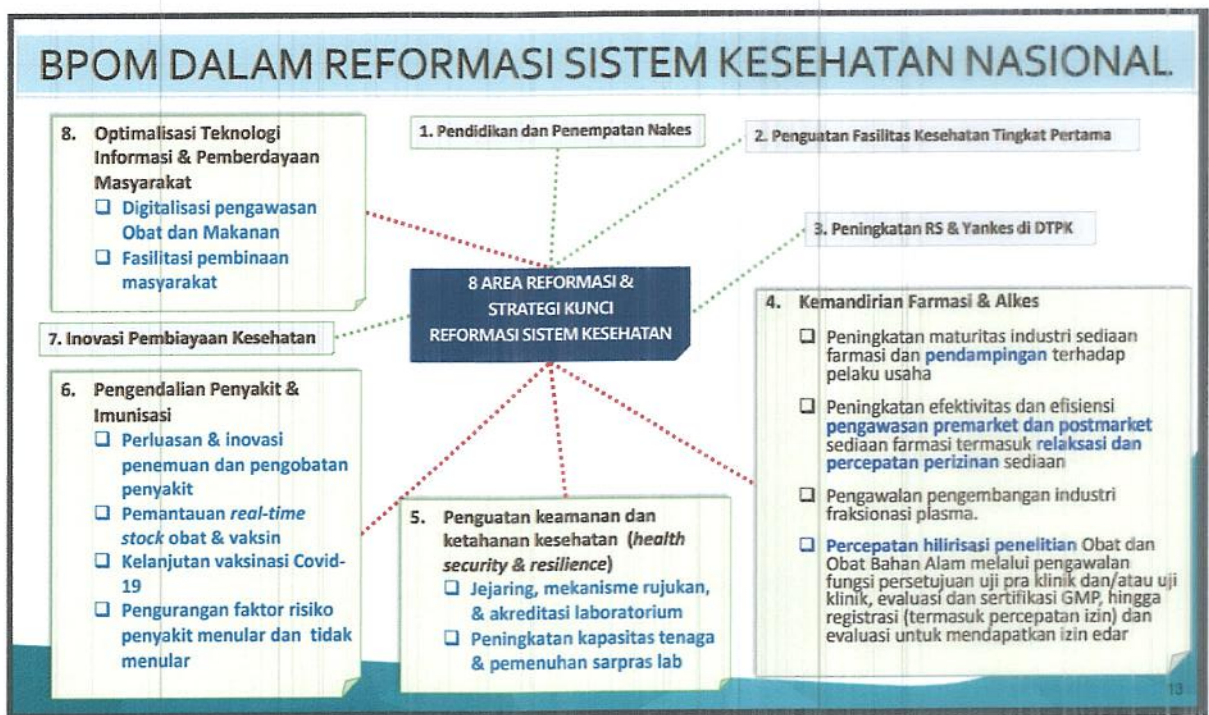 BPOM DALAM REFORMASI SISTEM KESEHATAN NASIONAL
8. Optimalisasi Teknologi
Informasi & Pemberdayaan
Masyarakat
❑ Digitalisasi pengawasan
Obat dan Makanan
❑ Fasilitasi pembinaan
masyarakat
1. Pendidikan dan Penempatan Nakes
2. Penguatan Fasilitas Kesehatan Tingkat Pertama
3. Peningkatan RS & Yankes di DTPK
8 AREA REFORMASI &
STRATEGI KUNCI
REFORMASI SISTEM KESEHATAN
7. Inovasi Pembiayaan Kesehatan
4. Kemandirian Farmasi & Alkes
❑ Peningkatan maturitas industri sediaan
farmasi dan pendampingan terhadap
pelaku usaha
❑ Peningkatan efektivitas dan efisiensi
pengawasan premarket dan postmarket
sediaan farmasi termasuk relaksasi dan
percepatan perizinan sediaan
❑ Pengawalan pengembangan industri
fraksionasi plasma.
❑ Percepatan hilirisasi penelitian Obat dan
Obat Bahan Alam melalui pengawalan
fungsi persetujuan uji pra klinik dan/atau uji
klinik, evaluasi dan sertifikasi GMP, hingga
registrasi (termasuk percepatan izin) dan
evaluasi untuk mendapatkan izin edar
6. Pengendalian Penyakit &
Imunisasi
❑ Perluasan & inovasi
penemuan dan pengobatan
penyakit
❑ Pemantauan real-time
stock obat & vaksin
❑ Kelanjutan vaksinasi Covid-
19
❑ Pengurangan faktor risiko
penyakit menular dan tidak
menular
5. Penguatan keamanan dan
ketahanan kesehatan (health
security & resilience)
❑ Jejaring, mekanisme rujukan,
& akreditasi laboratorium
❑ Peningkatan kapasitas tenaga
& pemenuhan sarpras lab
13